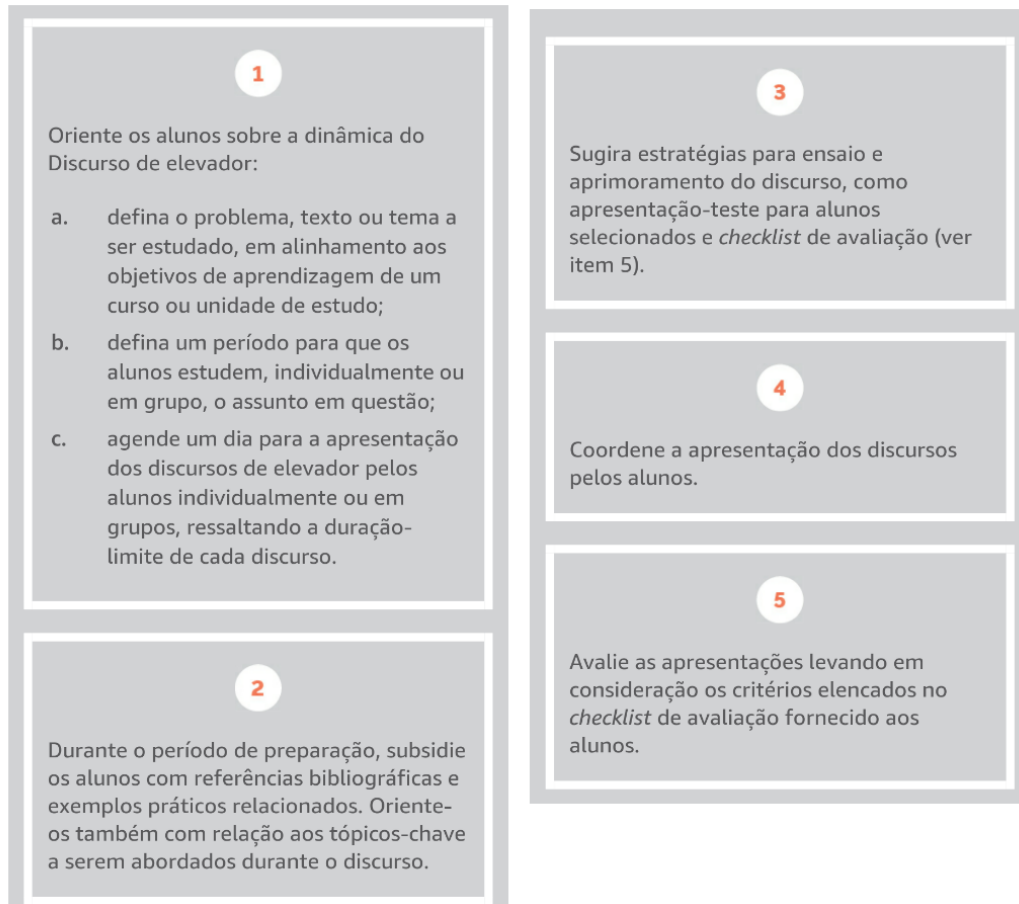 1
Oriente os alunos sobre a dinâmica do
Discurso de elevador:
a. defina o problema, texto ou tema a
ser estudado, em alinhamento aos
objetivos de aprendizagem de um
curso ou unidade de estudo;
b. defina um período para que os
alunos estudem, individualmente ou
em grupo, o assunto em questão;
c. agende um dia para a apresentação
dos discursos de elevador pelos
alunos individualmente ou em
grupos, ressaltando a duração-
limite de cada discurso.
2
Durante o período de preparação, subsidie
os alunos com referências bibliográficas e
exemplos práticos relacionados. Oriente-
os também com relação aos tópicos-chave
a serem abordados durante o discurso.
3
Sugira estratégias para ensaio e
aprimoramento do discurso, como
apresentação-teste para alunos
selecionados e checklist de avaliação (ver
item 5).
4
Coordene a apresentação dos discursos
pelos alunos.
5
Avalie as apresentações levando em
consideração os critérios elencados no
checklist de avaliação fornecido aos
alunos.